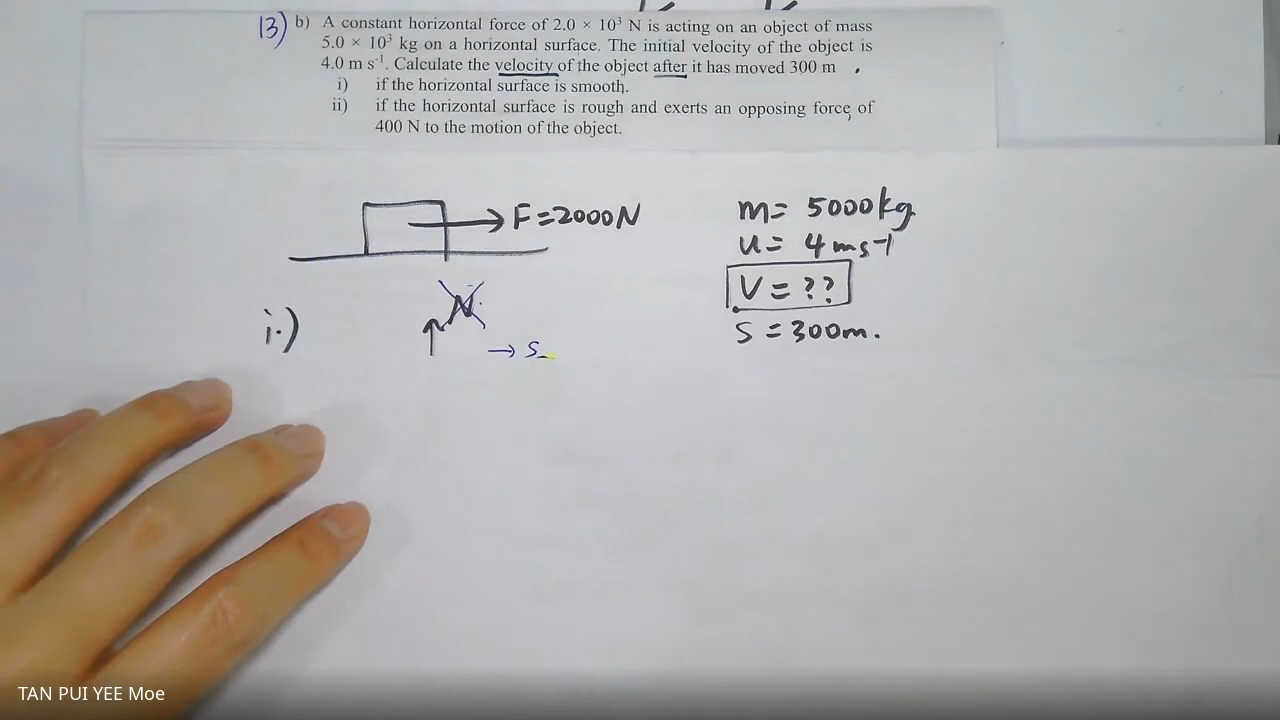 13) b) A constant horizontal force of 2.0 × 10³ N is acting on an object of mass
5.0 × 10³ kg on a horizontal surface. The initial velocity of the object is
4.0 m s⁻¹. Calculate the velocity of the object after it has moved 300 m
i) if the horizontal surface is smooth.
ii) if the horizontal surface is rough and exerts an opposing force of
400 N to the motion of the object.
F=2000N
m= 5000kg
u= 4ms⁻¹
V = ??
S = 300m.
i.)
N
→ s
TAN PUI YEE Moe